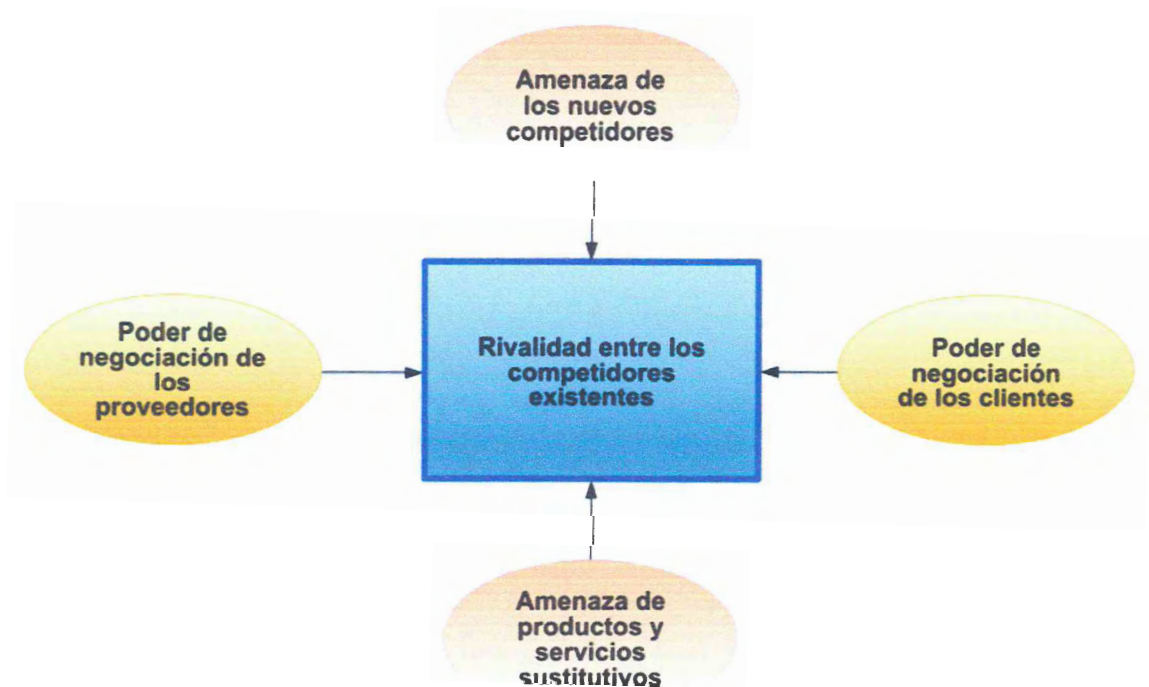 Amenaza de
los nuevos
competidores
Poder de
negociación de
los
proveedores
Rivalidad entre los
competidores
existentes
Poder de
negociación
de los clientes
Amenaza de
productos y
servicios
sustitutivos